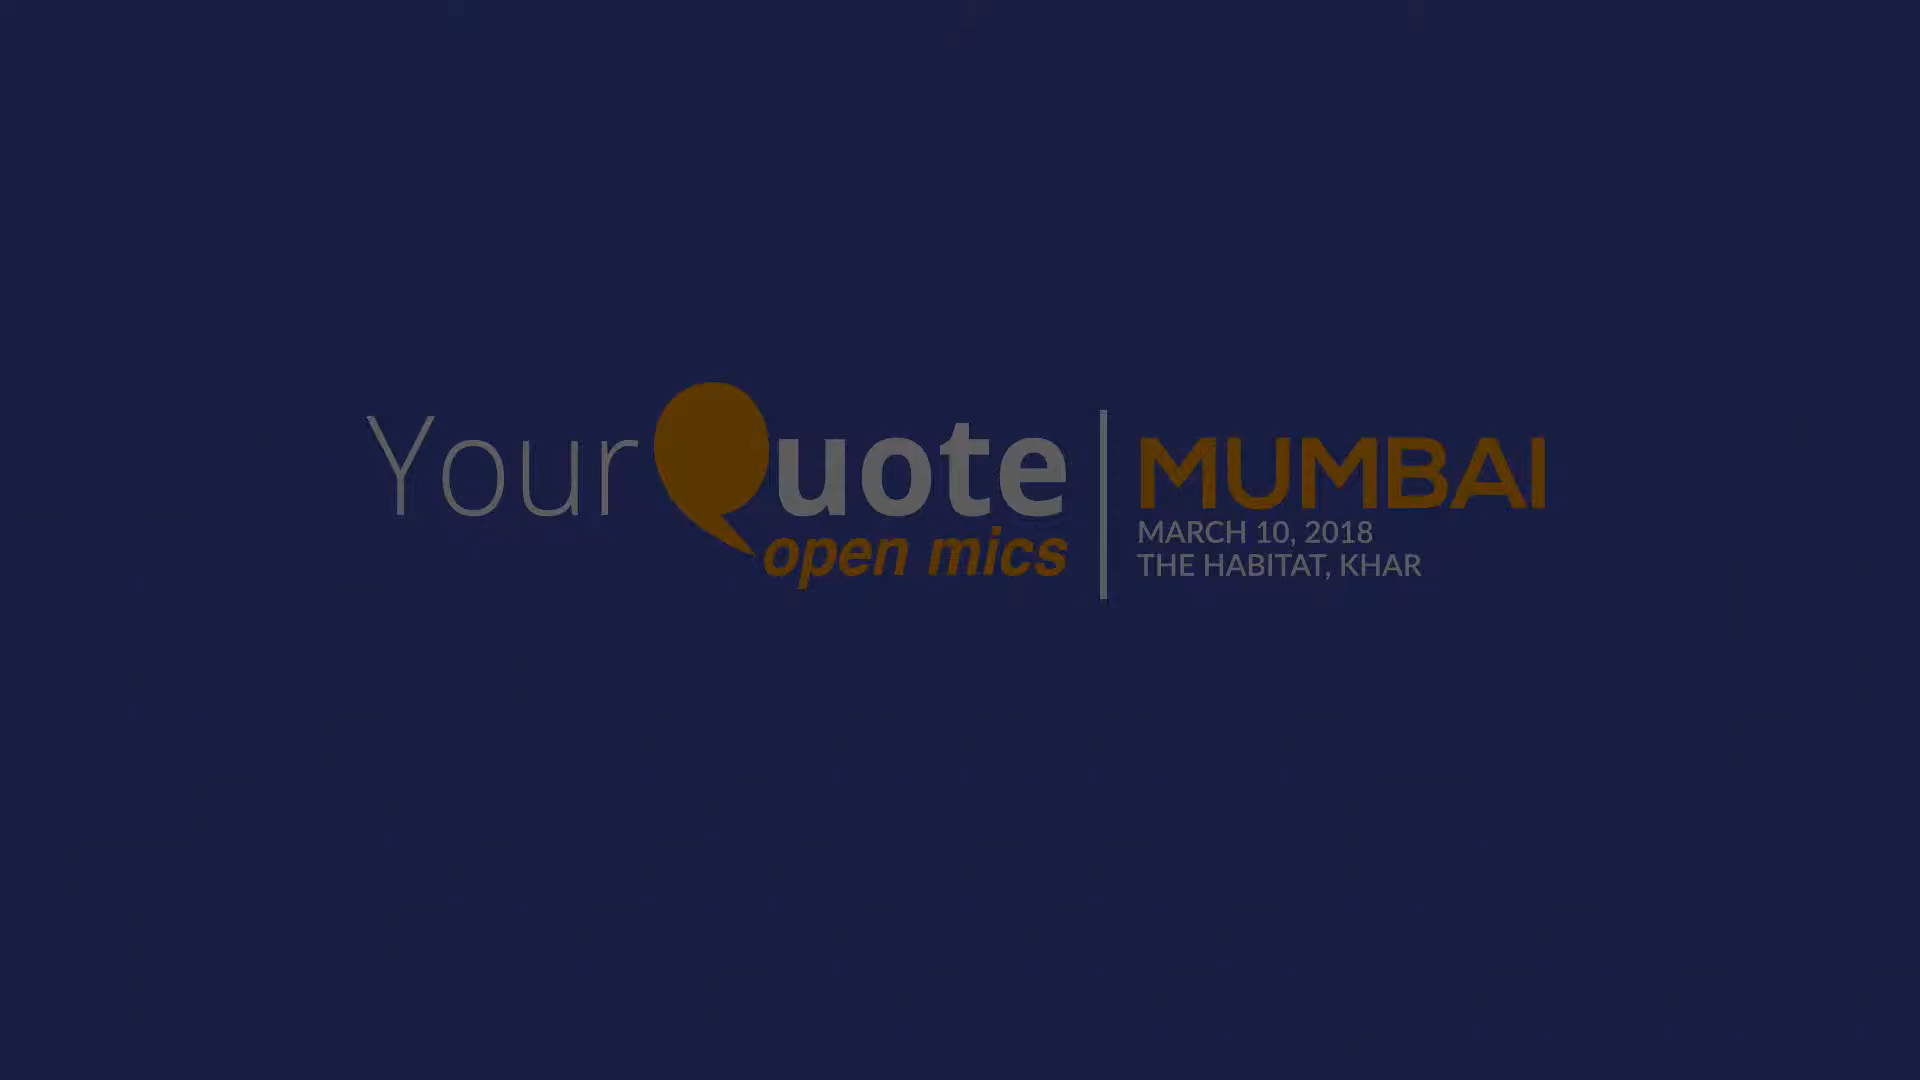 YourQuote
open mics
MUMBAI
MARCH 10, 2018
THE HABITAT, KHAR